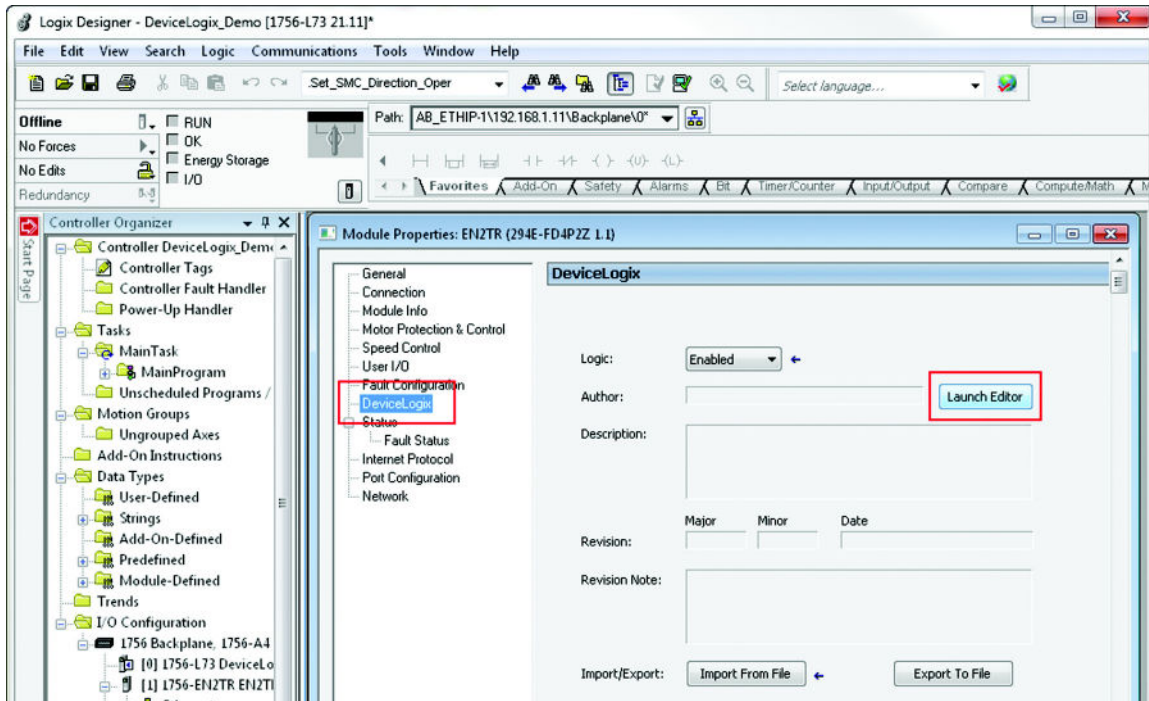 Logix Designer - DeviceLogix_Demo [1756-L73 21.11]*
File Edit View Search Logic Communications Tools Window Help
.Set_SMC_Direction_Oper
Select language...
Offline
RUN
Path: AB_ETHIP-1\192.168.1.11\Backplane\0*
No Forces
OK
No Edits
Energy Storage
Redundancy
I/O
Favorites Add-On Safety Alarms Bit Timer/Counter Input/Output Compare Compute/Math
Start Page
Controller Organizer
Controller DeviceLogix_Demo
Controller Tags
Controller Fault Handler
Power-Up Handler
Tasks
MainTask
MainProgram
Unscheduled Programs /
Motion Groups
Ungrouped Axes
Add-On Instructions
Data Types
User-Defined
Strings
Add-On-Defined
Predefined
Module-Defined
Trends
I/O Configuration
1756 Backplane, 1756-A4
[0] 1756-L73 DeviceLo
[1] 1756-EN2TR EN2TI
Module Properties: EN2TR (294E-FD4P2Z 1.1)
General
Connection
Module Info
Motor Protection & Control
Speed Control
User I/O
Fault Configuration
DeviceLogix
Status
Fault Status
Internet Protocol
Port Configuration
Network
DeviceLogix
Logic: Enabled
Author: Launch Editor
Description:
Major Minor Date
Revision:
Revision Note:
Import/Export: Import From File Export To File